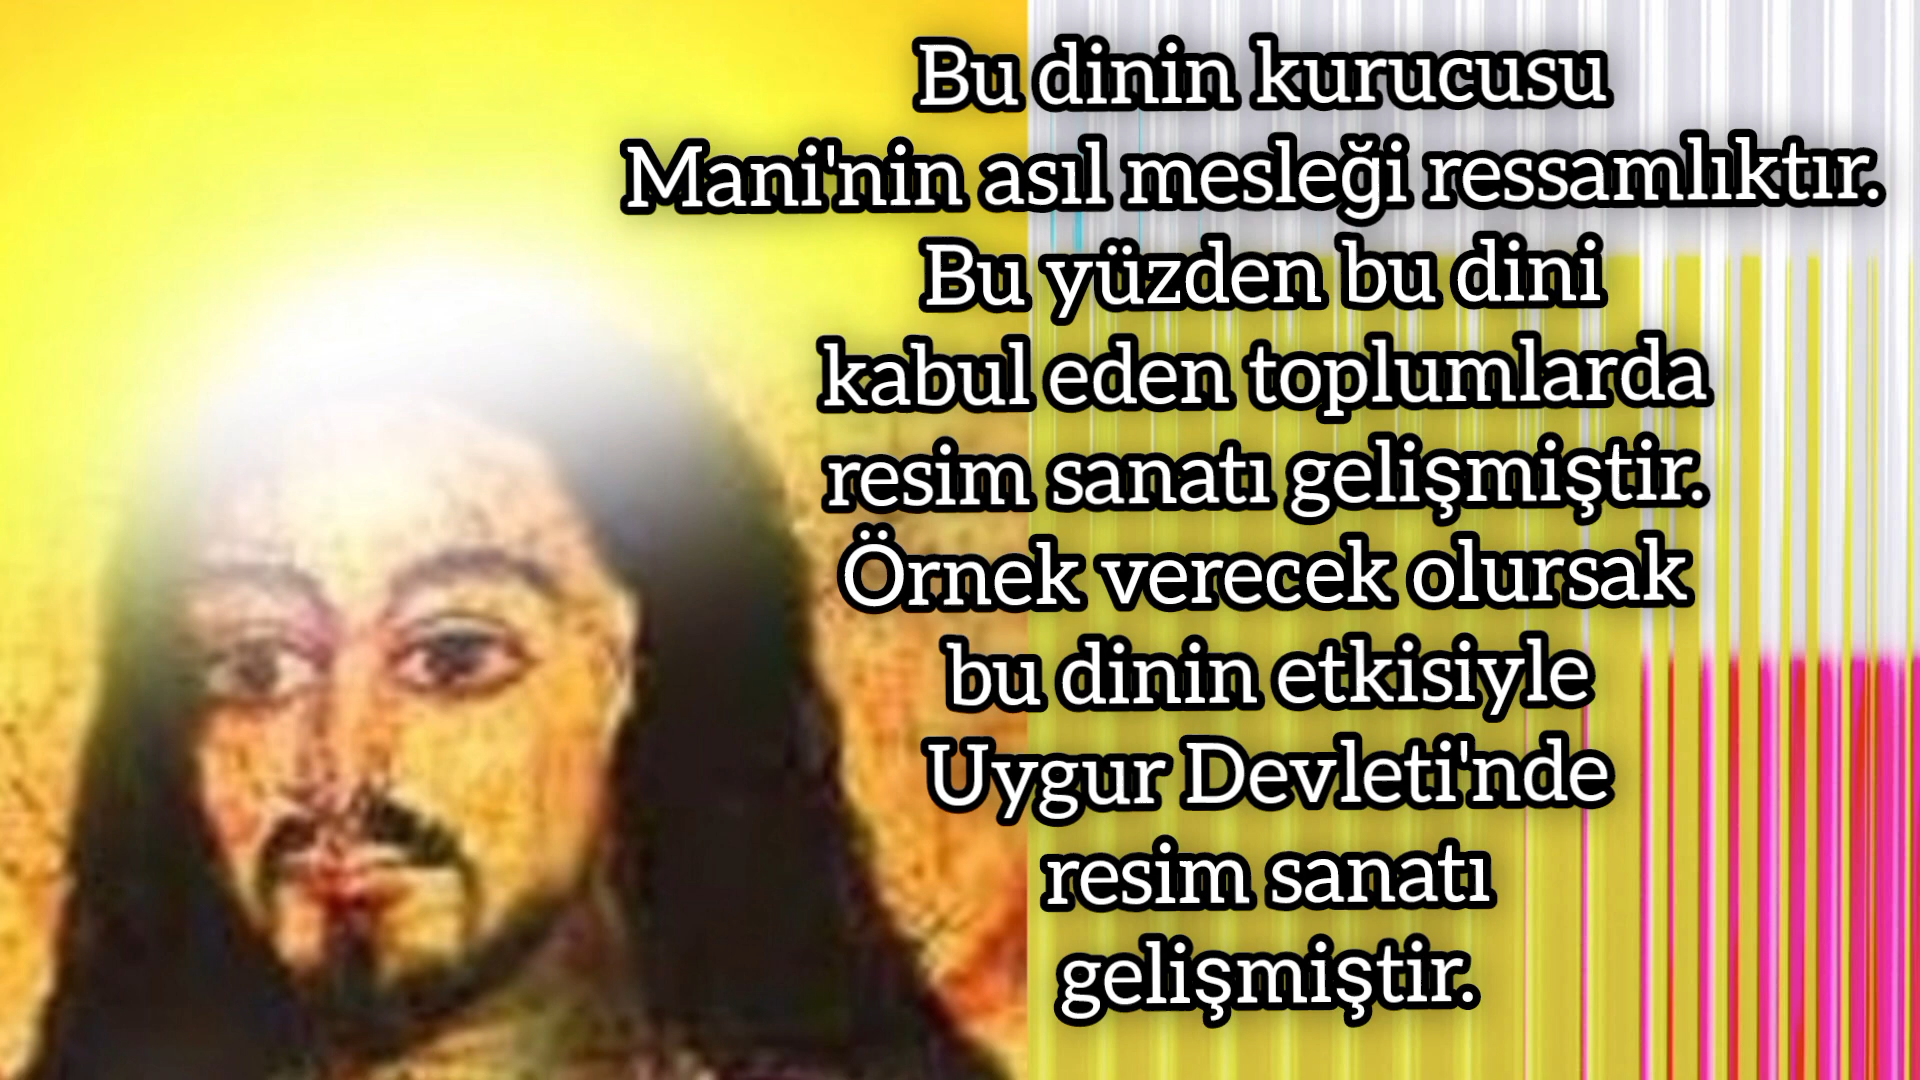 Bu dinin kurucusu
Mani'nin asıl mesleği ressamlıktır.
Bu yüzden bu dini
kabul eden toplumlarda
resim sanatı gelişmiştir.
Örnek verecek olursak
bu dinin etkisiyle
Uygur Devleti'nde
resim sanatı
gelişmiştir.